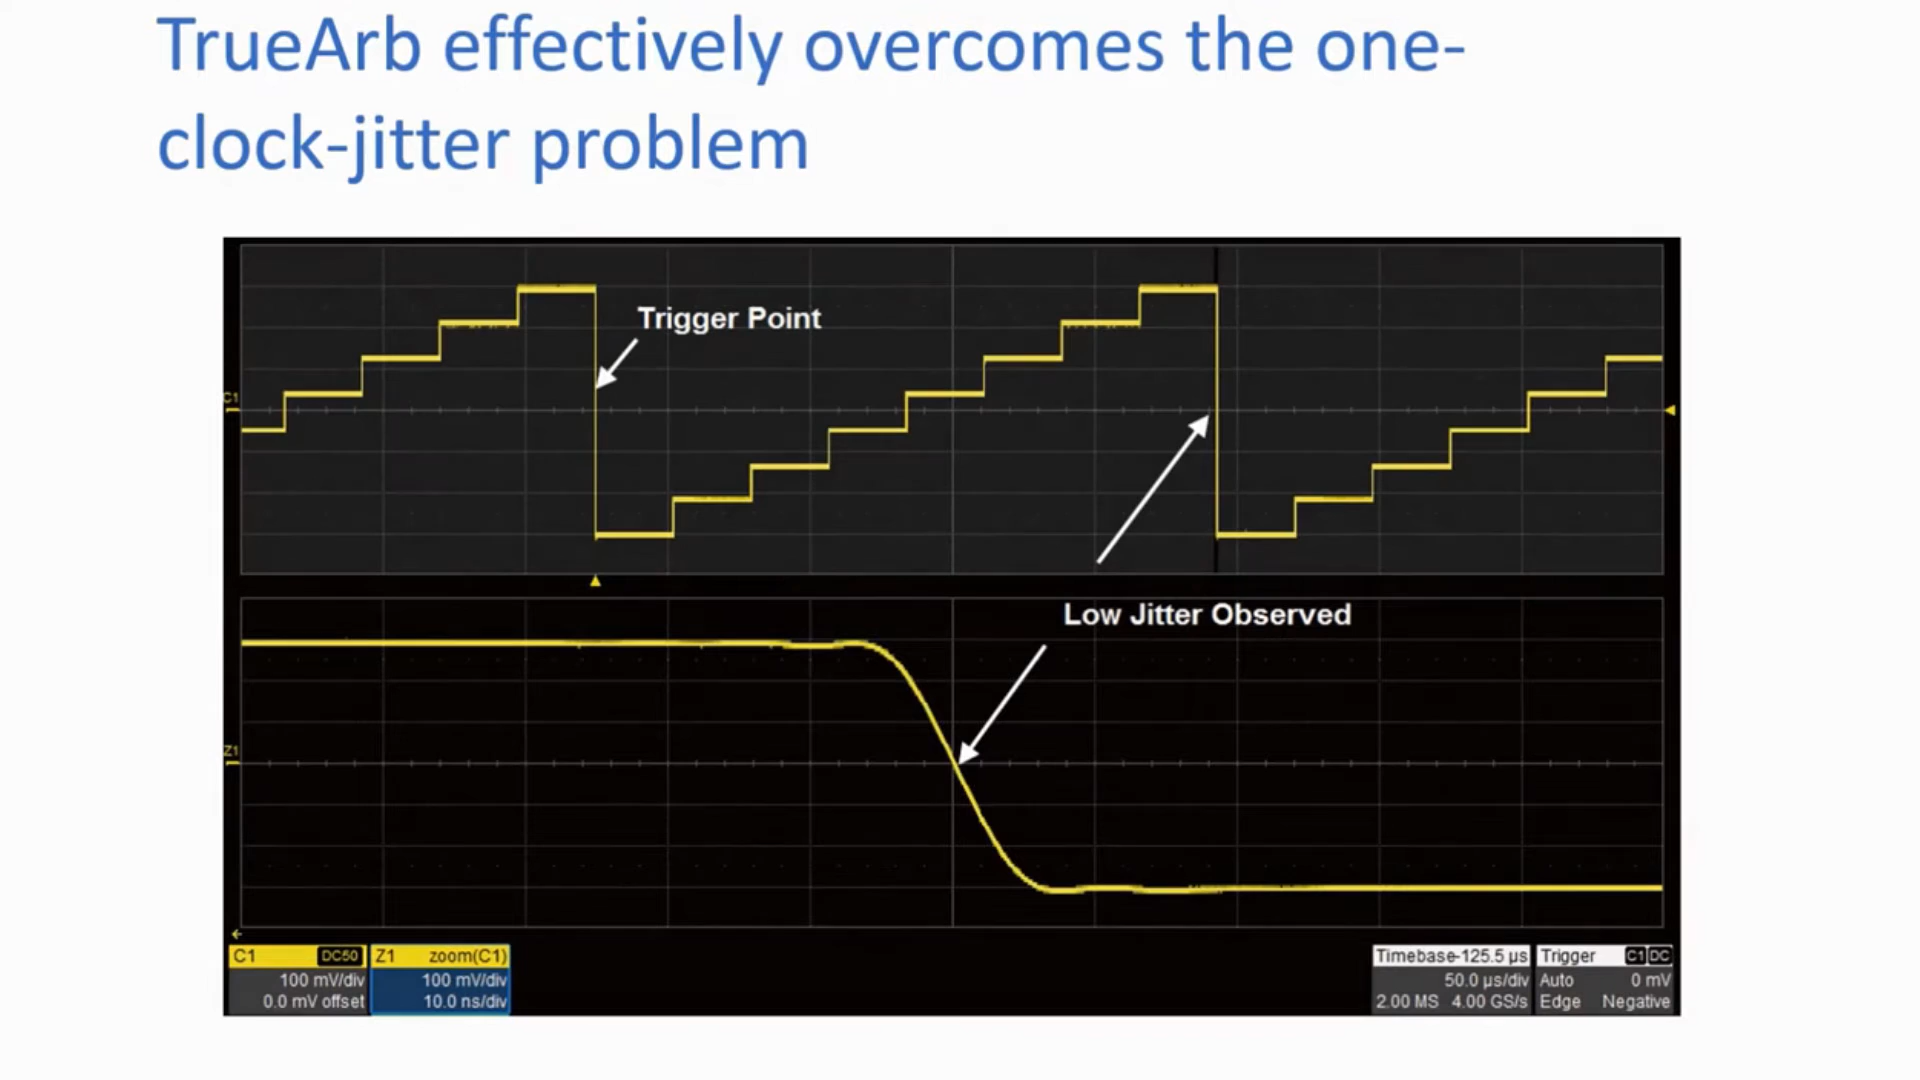 TrueArb effectively overcomes the one-
clock-jitter problem
Trigger Point
C1
Low Jitter Observed
Z1
C1 DC50
100 mV/div
0.0 mV offset
Z1 zoom(C1)
100 mV/div
10.0 ns/div
Timebase -125.5 µs
50.0 µs/div
2.00 MS 4.00 GS/s
Trigger C1 DC
Auto 0 mV
Edge Negative